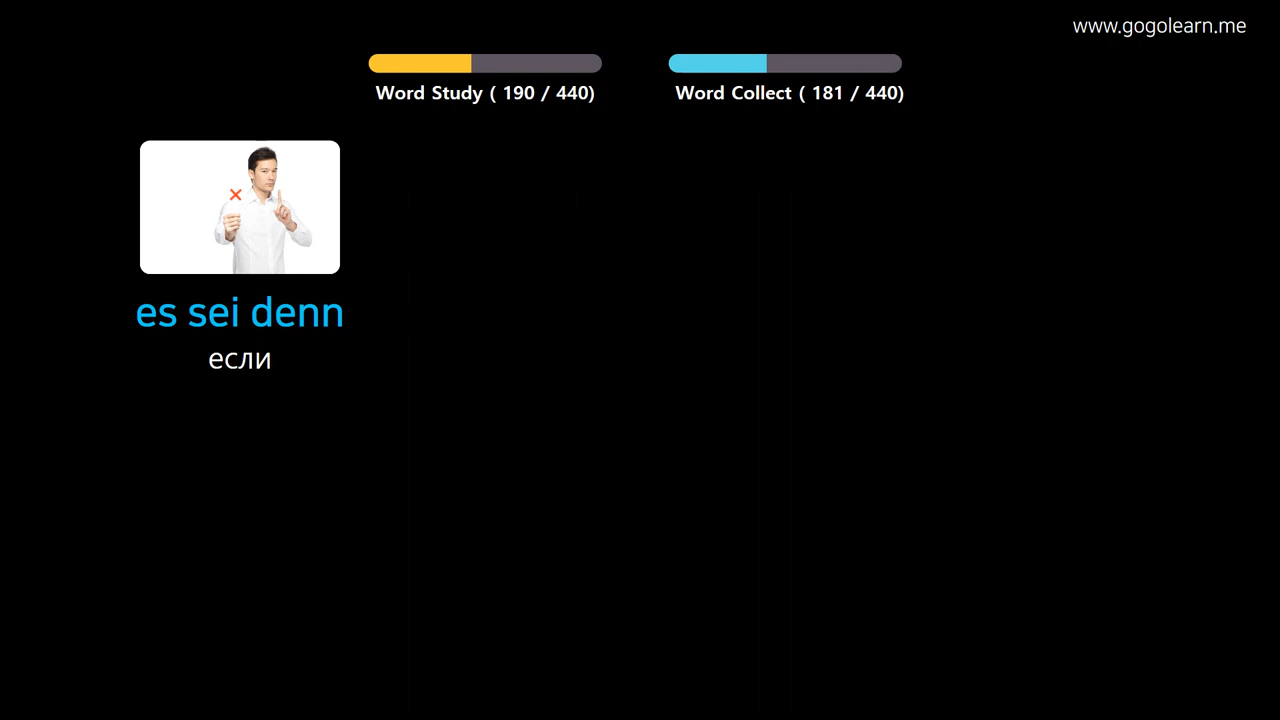 www.gogolearn.me
Word Study ( 190 / 440)
Word Collect ( 181 / 440)
es sei denn
если